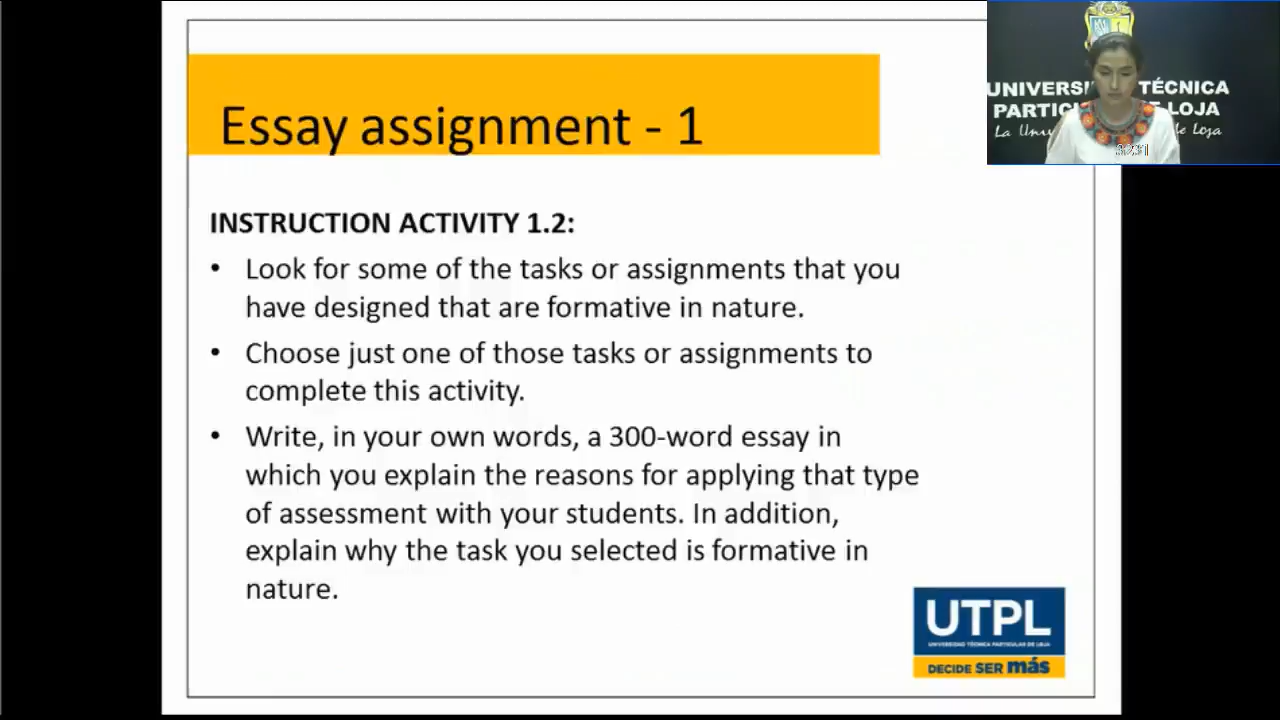 Essay assignment - 1
INSTRUCTION ACTIVITY 1.2:
• Look for some of the tasks or assignments that you
have designed that are formative in nature.
• Choose just one of those tasks or assignments to
complete this activity.
• Write, in your own words, a 300-word essay in
which you explain the reasons for applying that type
of assessment with your students. In addition,
explain why the task you selected is formative in
nature.
UTPL
UNIVERSIDAD TÉCNICA PARTICULAR DE LOJA
DECIDE SER más
TÉCNICA
DE LOJA
La
de Loja